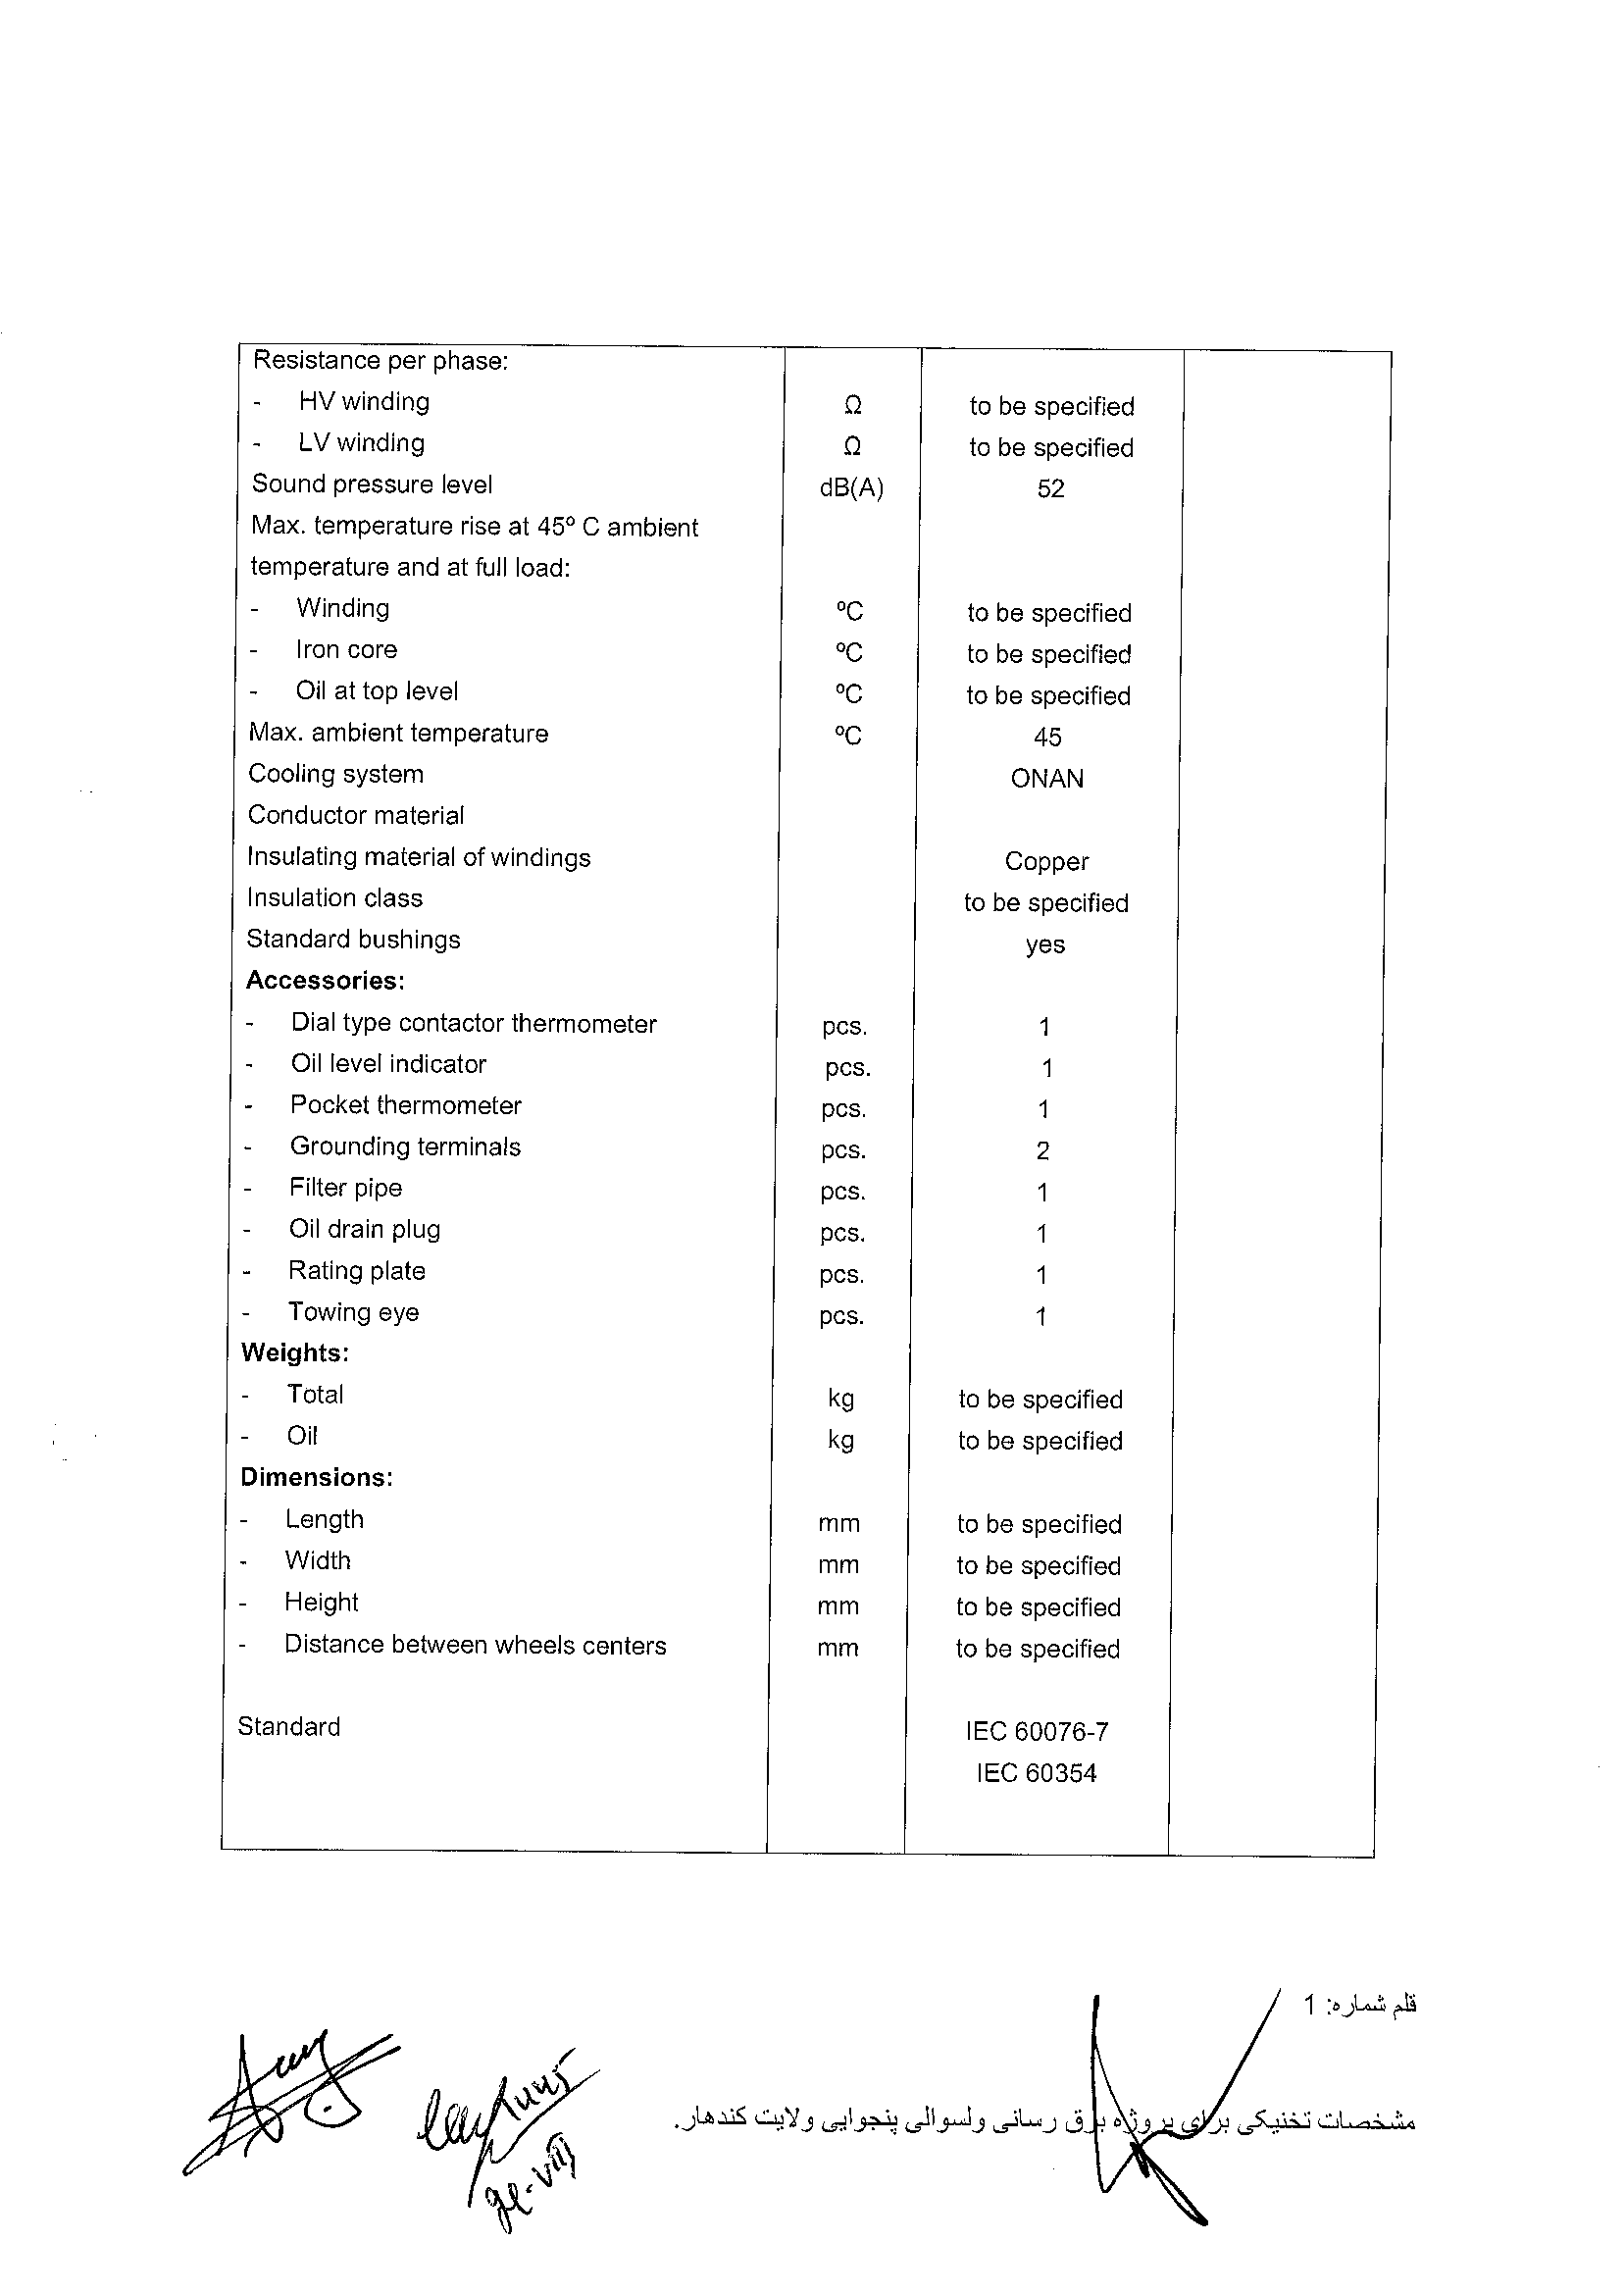 Resistance per phase:
- HV winding Ω to be specified
- LV winding Ω to be specified
Sound pressure level dB(A) 52
Max. temperature rise at 45º C ambient
temperature and at full load:
- Winding ºC to be specified
- Iron core ºC to be specified
- Oil at top level ºC to be specified
Max. ambient temperature ºC 45
Cooling system ONAN
Conductor material
Insulating material of windings Copper
Insulation class to be specified
Standard bushings yes
Accessories:
- Dial type contactor thermometer pcs. 1
- Oil level indicator pcs. 1
- Pocket thermometer pcs. 1
- Grounding terminals pcs. 2
- Filter pipe pcs. 1
- Oil drain plug pcs. 1
- Rating plate pcs. 1
- Towing eye pcs. 1
Weights:
- Total kg to be specified
- Oil kg to be specified
Dimensions:
- Length mm to be specified
- Width mm to be specified
- Height mm to be specified
- Distance between wheels centers mm to be specified
Standard IEC 60076-7
IEC 60354
قلم شماره: 1
مشخصات تخنیکی برای پروژه برق رسانی ولسوالی پنجوایی ولایت کندهار.